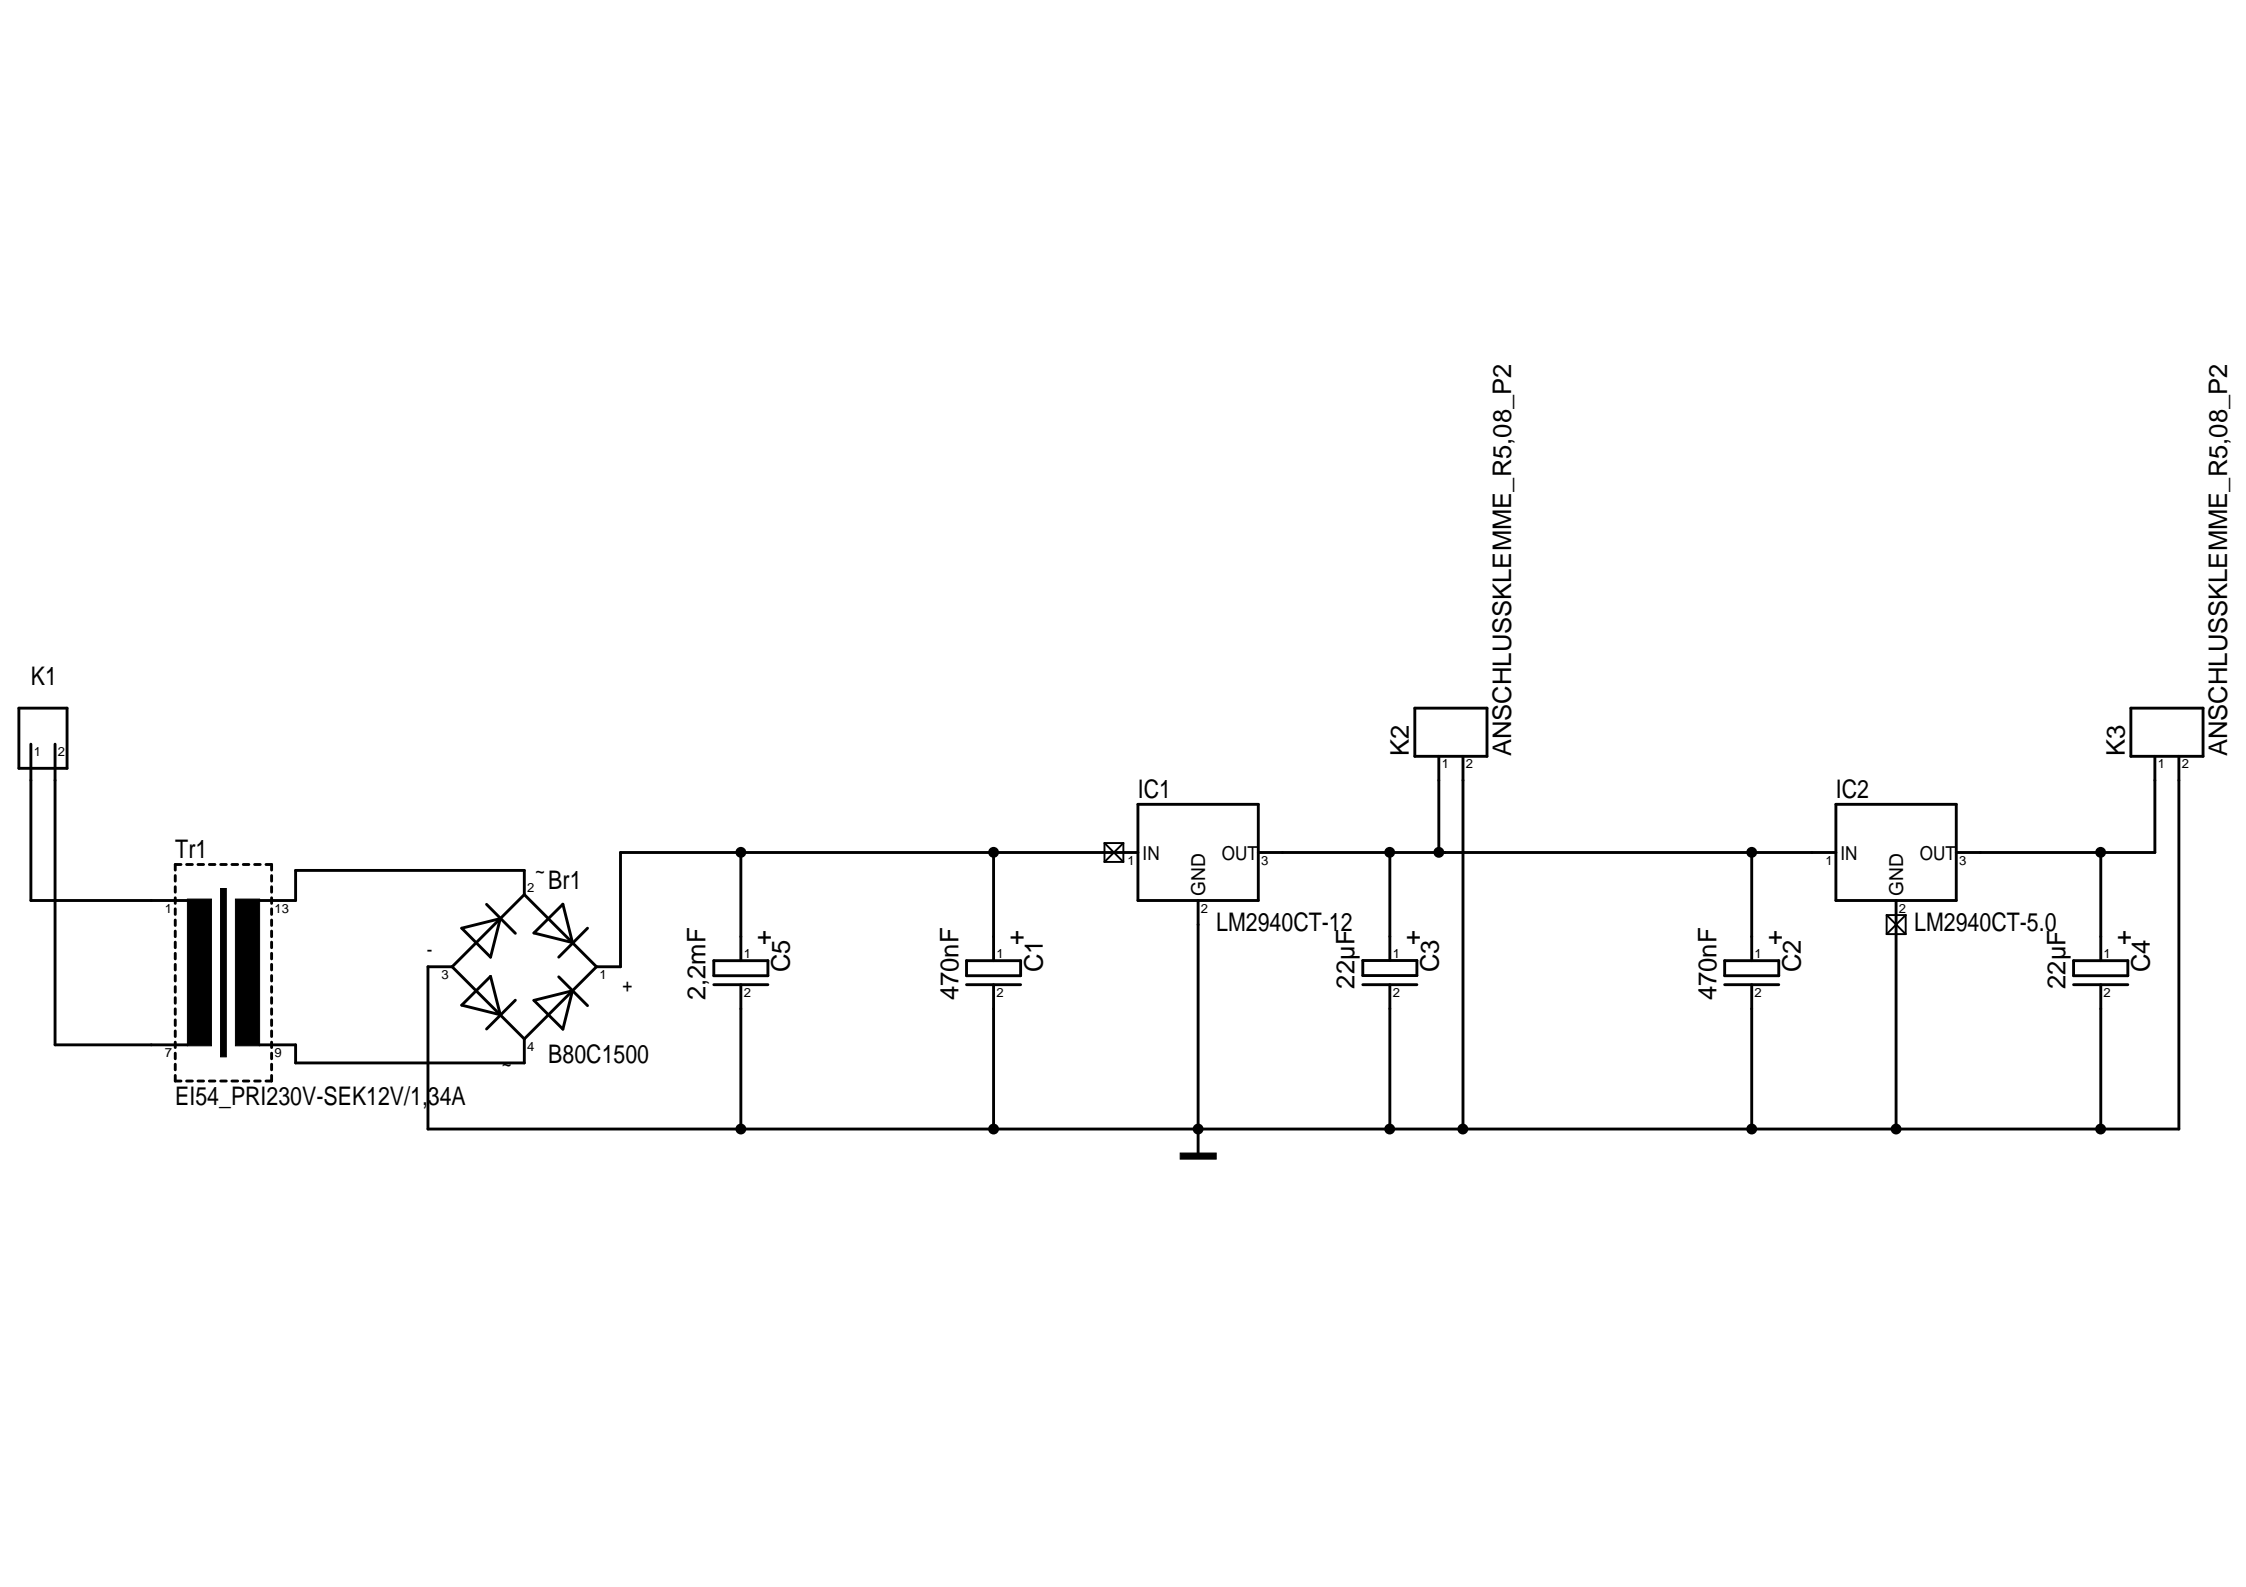 K1
1
2
Tr1
1
13
7
9
EI54_PRI230V-SEK12V/1,34A
~
Br1
2
-
3
1
+
4
~
B80C1500
2,2mF
1
+
C5
2
470nF
1
+
C1
2
IC1
1
IN
OUT
3
GND
2
LM2940CT-12
22µF
1
+
C3
2
K2
1
2
ANSCHLUSSKLEMME_R5,08_P2
470nF
1
+
C2
2
IC2
1
IN
OUT
3
GND
2
LM2940CT-5.0
22µF
1
+
C4
2
K3
1
2
ANSCHLUSSKLEMME_R5,08_P2